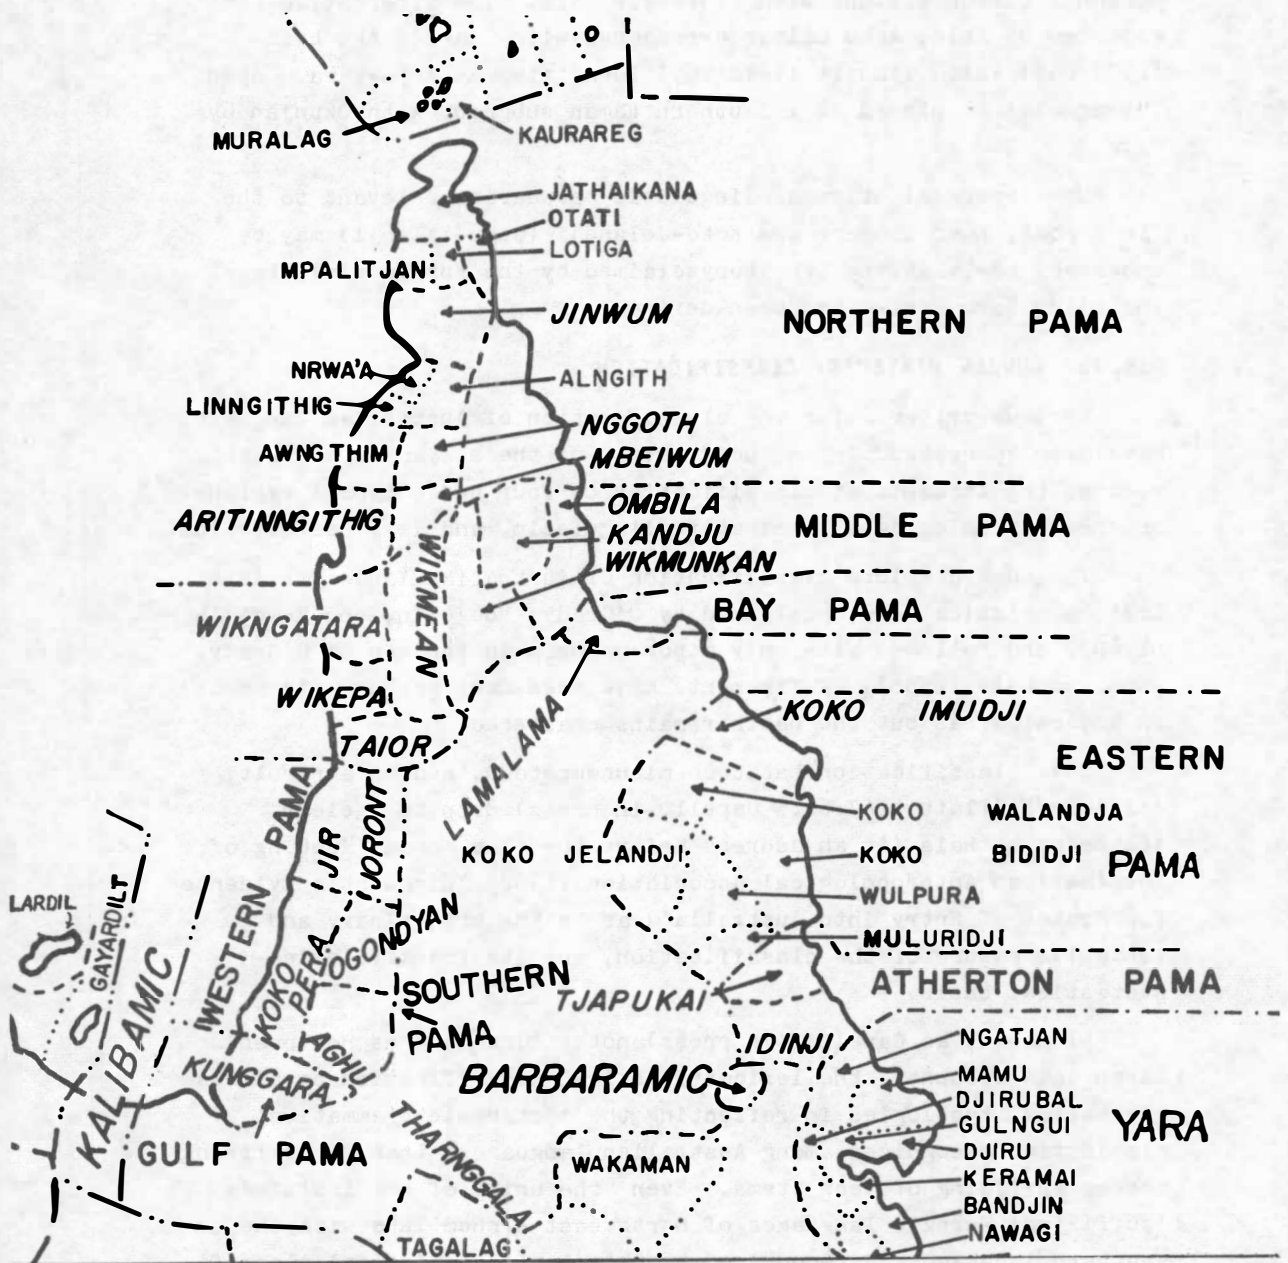 MURALAG
KAURAREG
JATHAIKANA
OTATI
LOTIGA
MPALITJAN
JINWUM
NORTHERN PAMA
NRWA'A
ALNGITH
LINNGITHIG
NGGOTH
AWNGTHIM
MBEIWUM
OMBILA
ARITINNGITHIG
KANDJU
MIDDLE PAMA
WIKMUNKAN
WIKMEAN
BAY PAMA
WIKNGATARA
WIKEPA
KOKO IMUDJI
TAIOR
LAMALAMA
EASTERN
PAMA
WESTERN PAMA
JIR JORONT
KOKO WALANDJA
KOKO JELANDJI
KOKO BIDIDJI
WULPURA
MULURIDJI
LARDIL
GAYARDILT
KALIBAMIC
KOKO PERA
OGONDYAN
SOUTHERN
PAMA
TJAPUKAI
ATHERTON PAMA
IDINJI
NGATJAN
AGHU
KUNGGARA
BARBARAMIC
MAMU
DJIRUBAL
GULNGUI
YARA
GULF PAMA
THARNGGALA
WAKAMAN
DJIRU
KERAMAI
BANDJIN
NAWAGI
TAGALAG